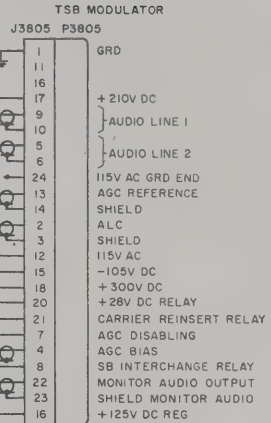 TSB MODULATOR
J3805 P3805
1 GRD
11
16
17 +210V DC
9
10
AUDIO LINE 1
5
6
AUDIO LINE 2
24 115V AC GRD END
13 AGC REFERENCE
14 SHIELD
2 ALC
3 SHIELD
12 115V AC
15 -105V DC
18 +300V DC
20 +28V DC RELAY
21 CARRIER REINSERT RELAY
7 AGC DISABLING
4 AGC BIAS
8 SB INTERCHANGE RELAY
22 MONITOR AUDIO OUTPUT
23 SHIELD MONITOR AUDIO
16 +125V DC REG